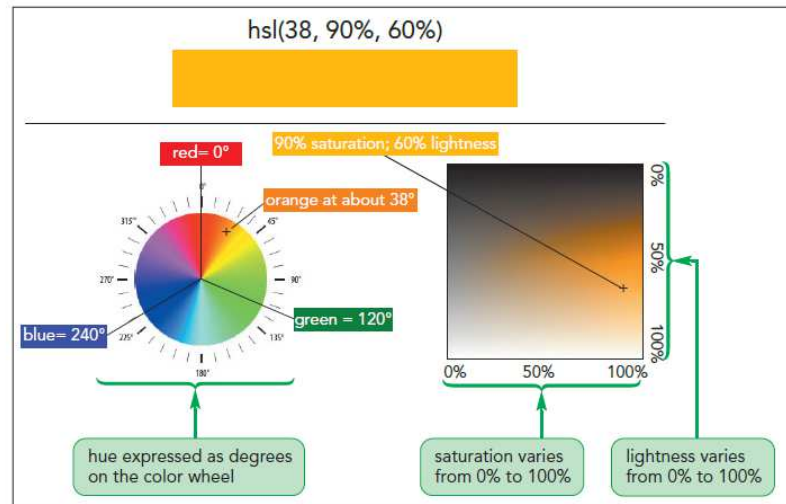 hsl(38, 90%, 60%)
90% saturation; 60% lightness
red= 0°
orange at about 38°
green = 120°
blue= 240°
0°
45°
90°
135°
180°
225°
270°
315°
0%
50%
100%
0%
50%
100%
hue expressed as degrees
on the color wheel
saturation varies
from 0% to 100%
lightness varies
from 0% to 100%